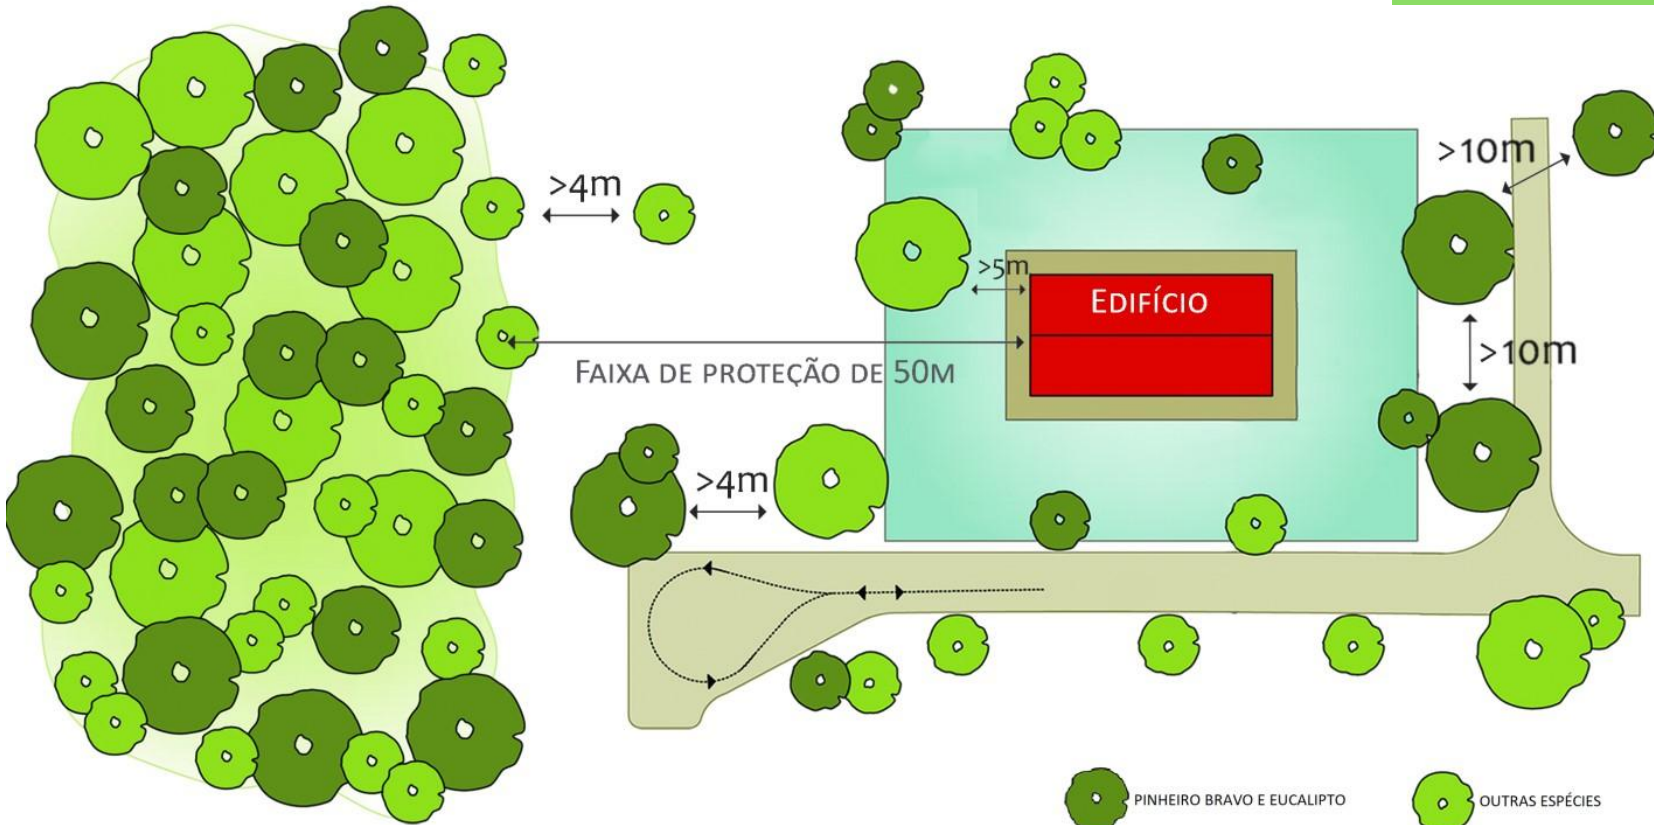 >10m
>4m
>5m
EDIFÍCIO
>10m
FAIXA DE PROTEÇÃO DE 50M
>4m
PINHEIRO BRAVO E EUCALIPTO
OUTRAS ESPÉCIES